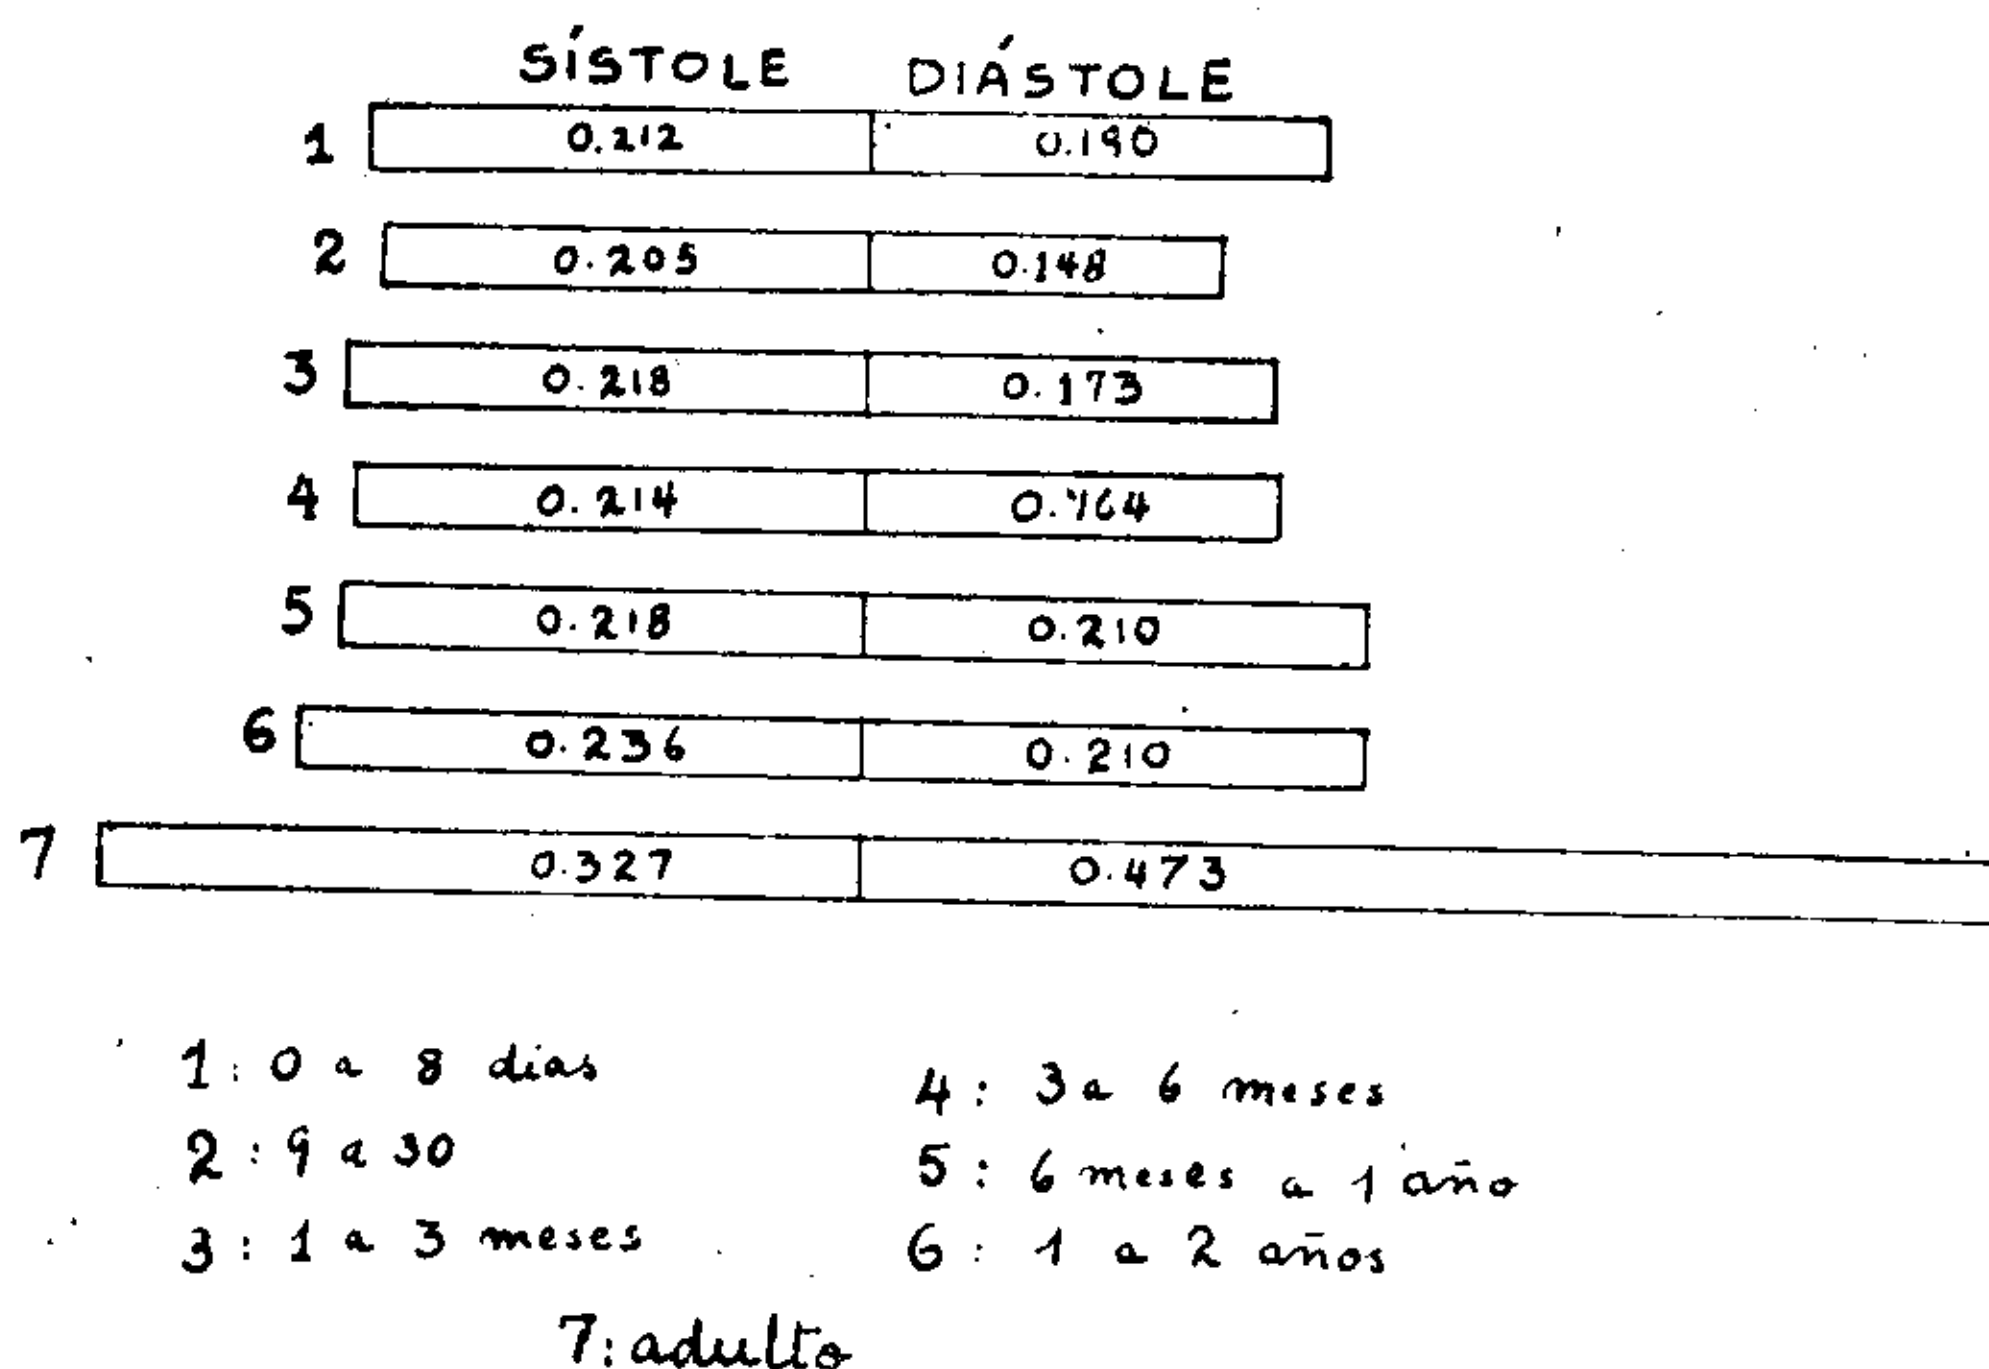 SÍSTOLE DIÁSTOLE
1 0.212 0.190
2 0.205 0.148
3 0.218 0.173
4 0.214
5 0.218 0.210
6 0.236 0.210
7 0.327 0.473
1: 0 a 8 dias
4: 3 a 6 meses
2: 9 a 30
5: 6 meses a 1 año
3: 1 a 3 meses
6: 1 a 2 años
7: adulto